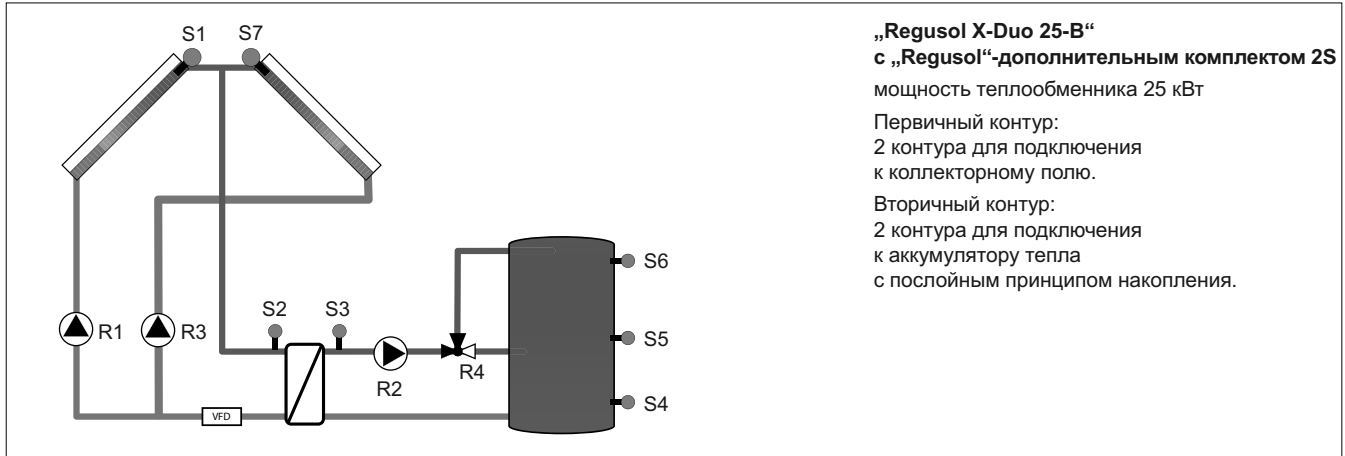 S1 S7
„Regusol X-Duo 25-B“
с „Regusol“-дополнительным комплектом 2S
мощность теплообменника 25 кВт
Первичный контур:
2 контура для подключения
к коллекторному полю.
Вторичный контур:
2 контура для подключения
к аккумулятору тепла
с послойным принципом накопления.
S6
S2 S3
R1 R3
S5
R4
R2
S4
VFD